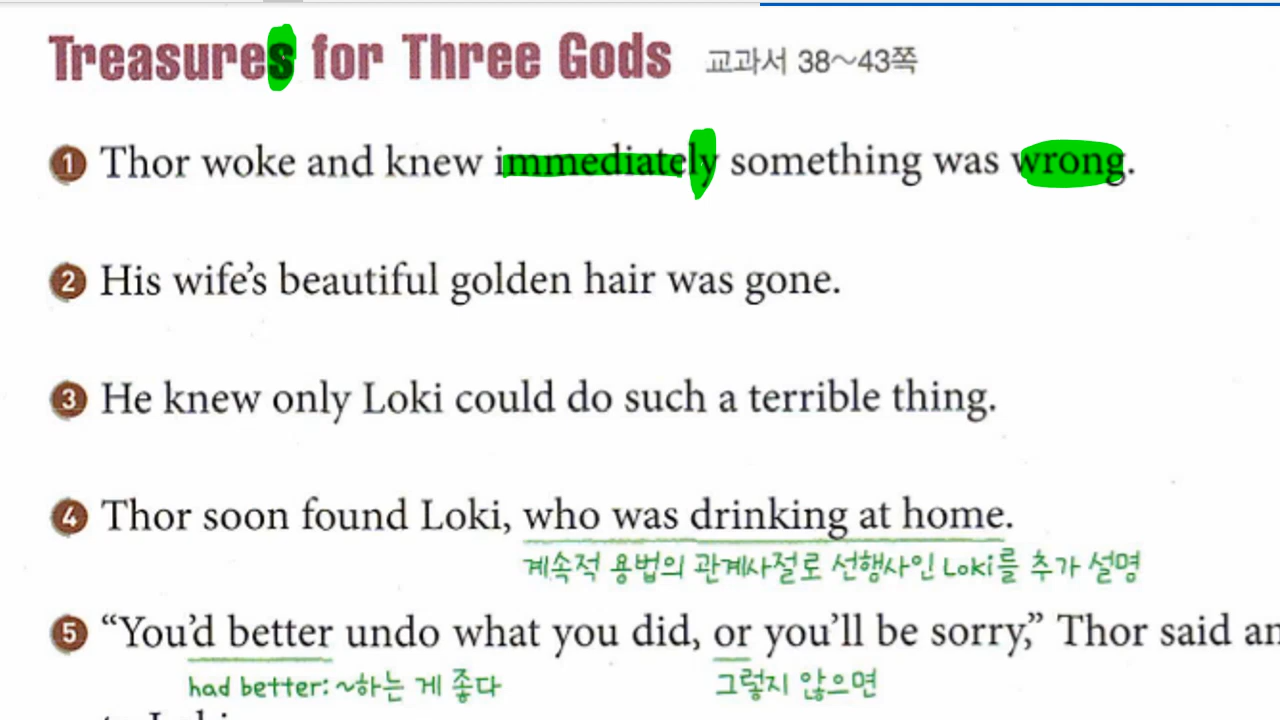 Treasures for Three Gods 교과서 38~43쪽
1 Thor woke and knew immediately something was wrong.
2 His wife's beautiful golden hair was gone.
3 He knew only Loki could do such a terrible thing.
4 Thor soon found Loki, who was drinking at home.
계속적 용법의 관계사절로 선행사인 Loki를 추가 설명
5 “You'd better undo what you did, or you'll be sorry,” Thor said an
had better: ~하는 게 좋다 그렇지 않으면